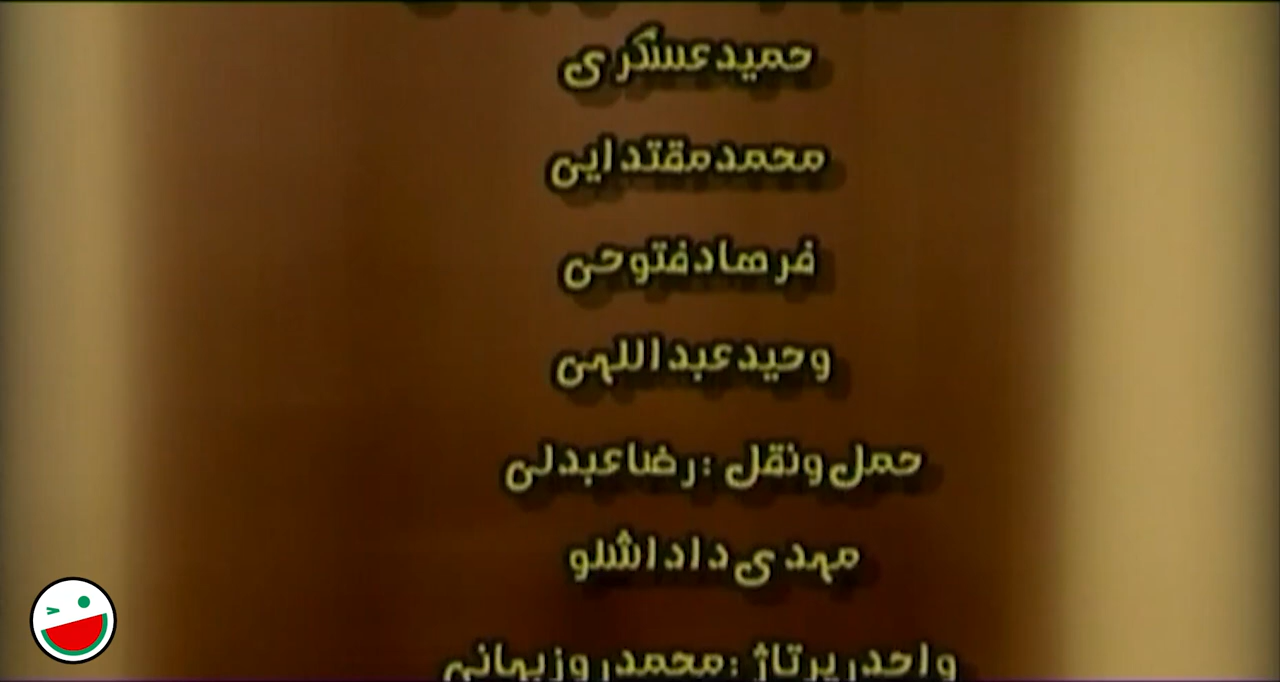 حمید عسگری
محمد مقتدایی
فرهاد فتوحی
وحید عبداللهی
حمل و نقل : رضا عبدلی
مهدی داداشلو
واحد رپرتاژ : محمد روزبهانی